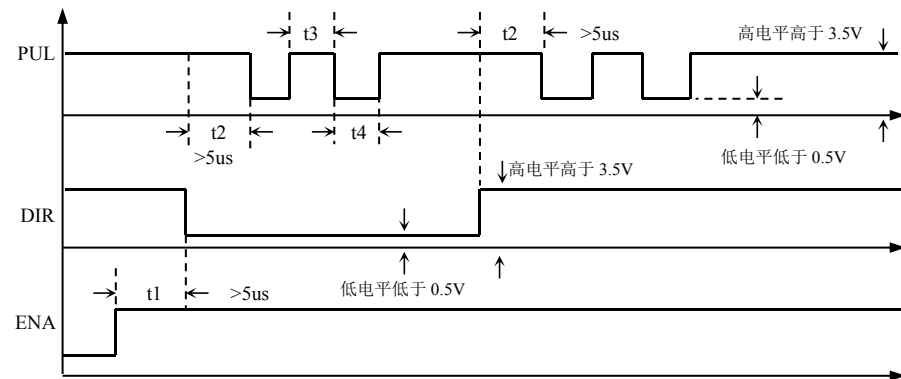 t3
t2
>5us
高电平高于 3.5V
PUL
t2
t4
>5us
低电平低于 0.5V
高电平高于 3.5V
DIR
t1
>5us
低电平低于 0.5V
ENA